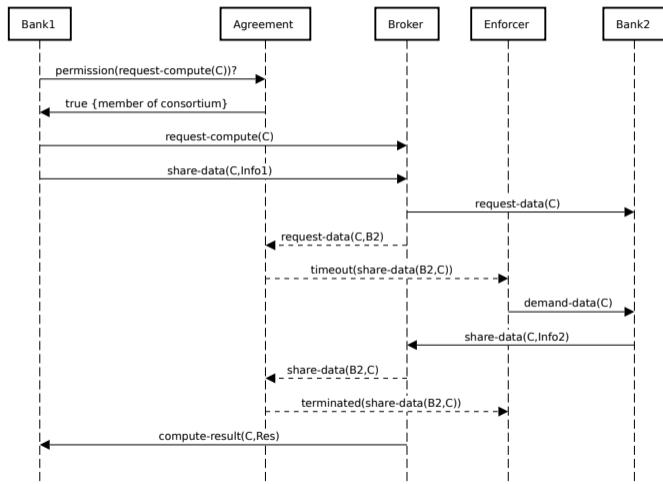 Bank1 Agreement Broker Enforcer Bank2
permission(request-compute(C))?
true {member of consortium}
request-compute(C)
share-data(C,Info1)
request-data(C)
request-data(C,B2)
timeout(share-data(B2,C))
demand-data(C)
share-data(C,Info2)
share-data(B2,C)
terminated(share-data(B2,C))
compute-result(C,Res)